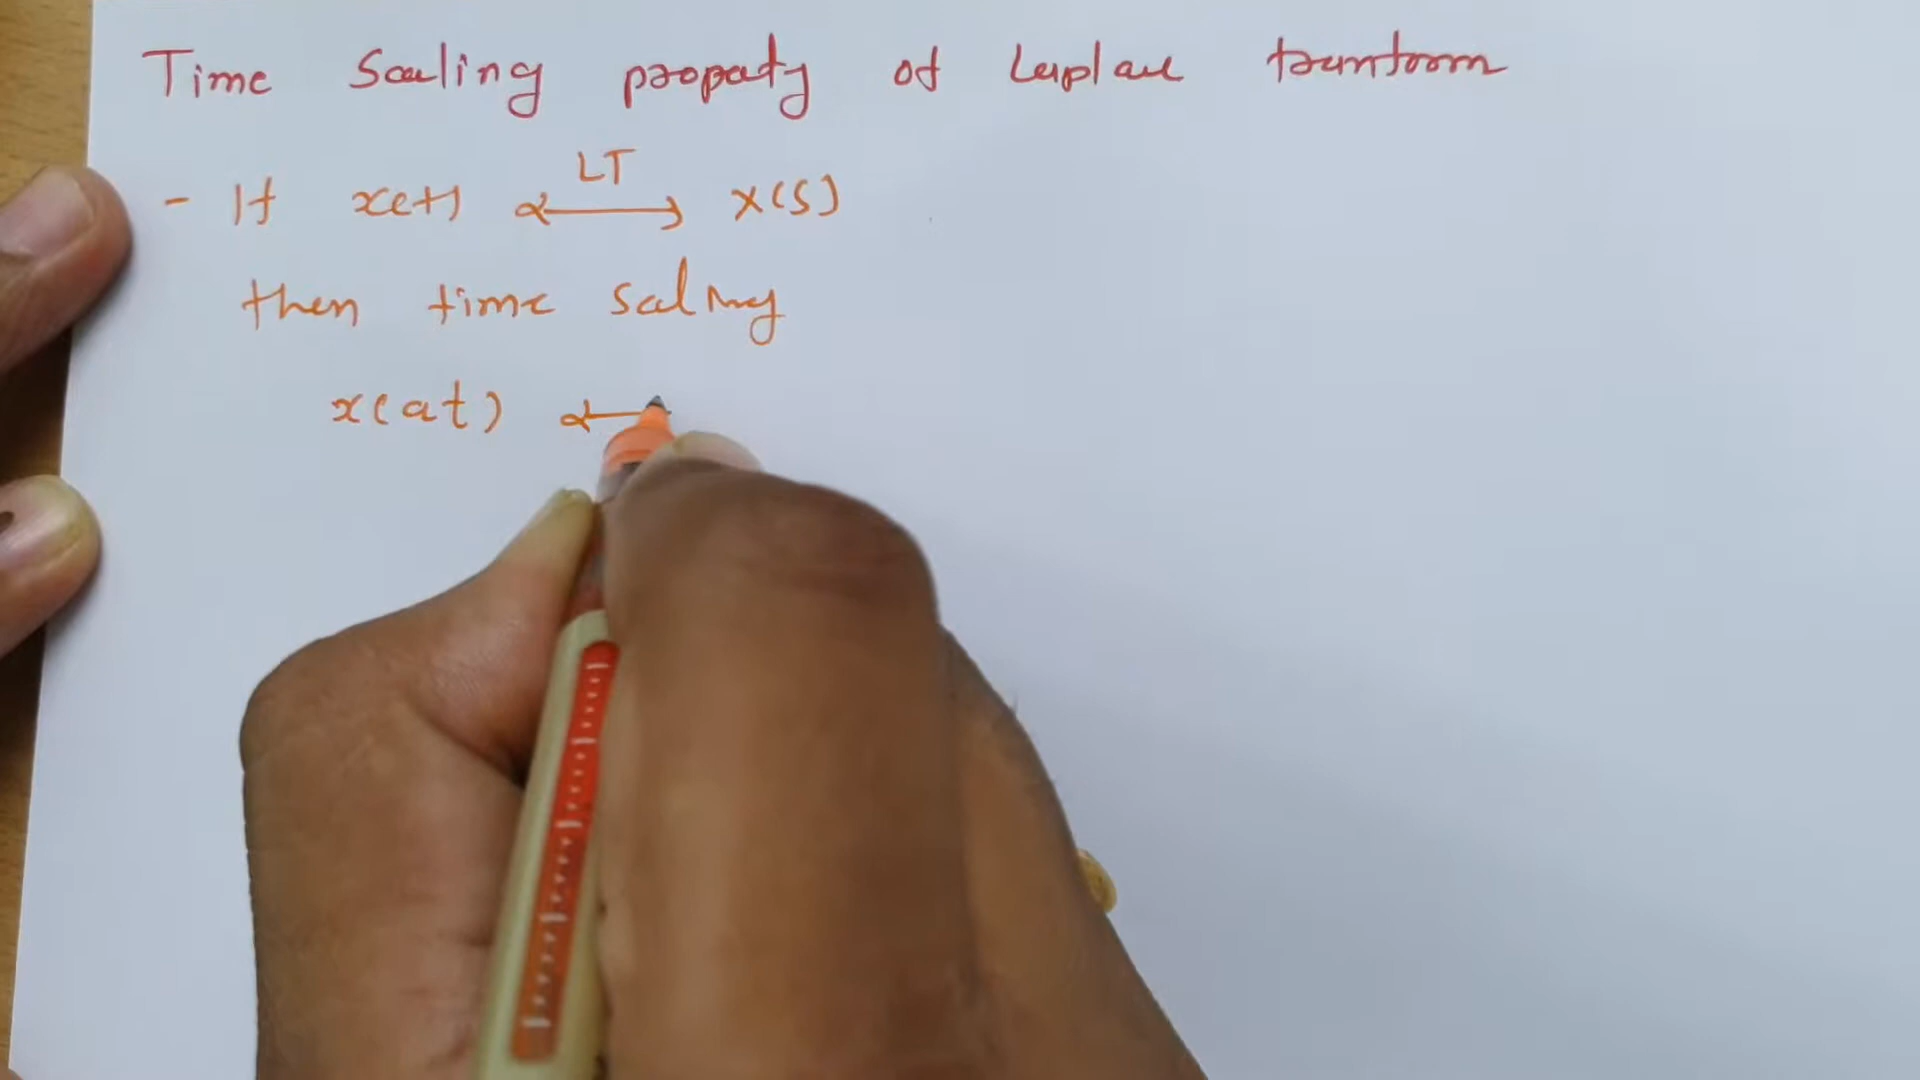 Time Scaling property of Laplace transform
- If x(t) LT ⟷ X(s)
then time scaling
x(at) ←